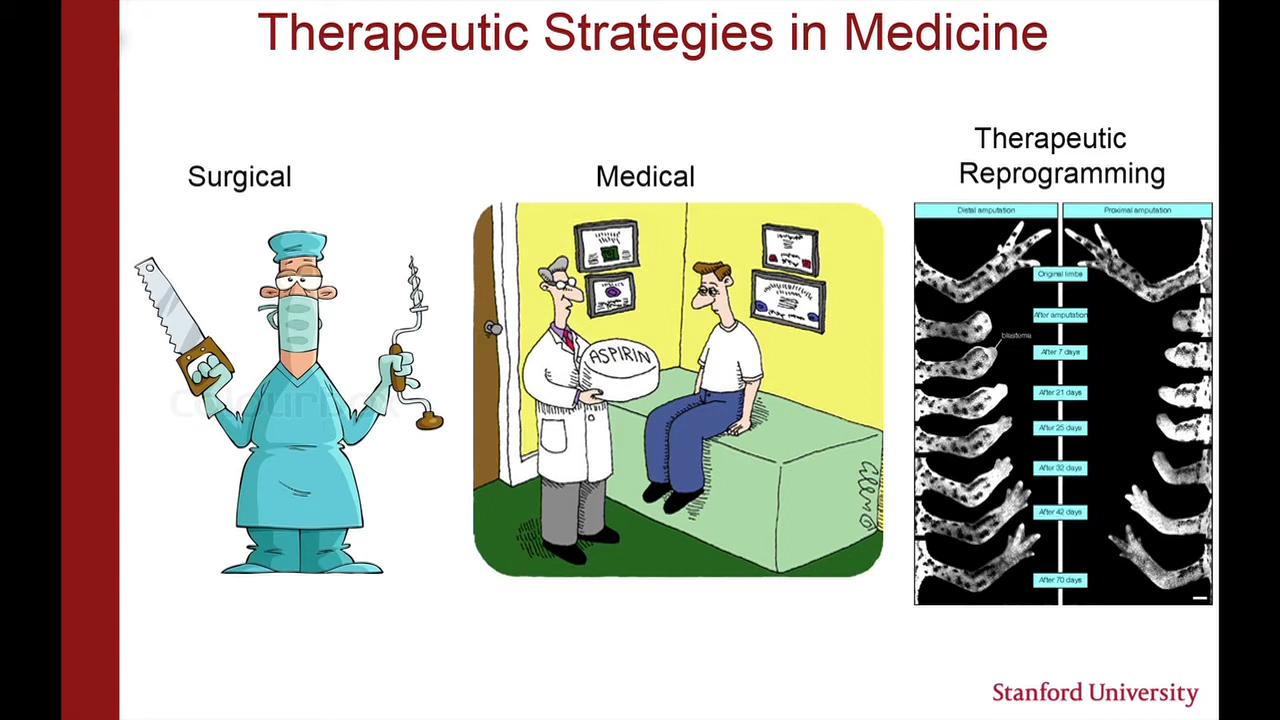 Therapeutic Strategies in Medicine
Surgical
Medical
Therapeutic
Reprogramming
ASPIRIN
Distal amputation
Proximal amputation
Original limbs
After amputation
blastema
After 7 days
After 21 days
After 25 days
After 32 days
After 42 days
After 70 days
Stanford University